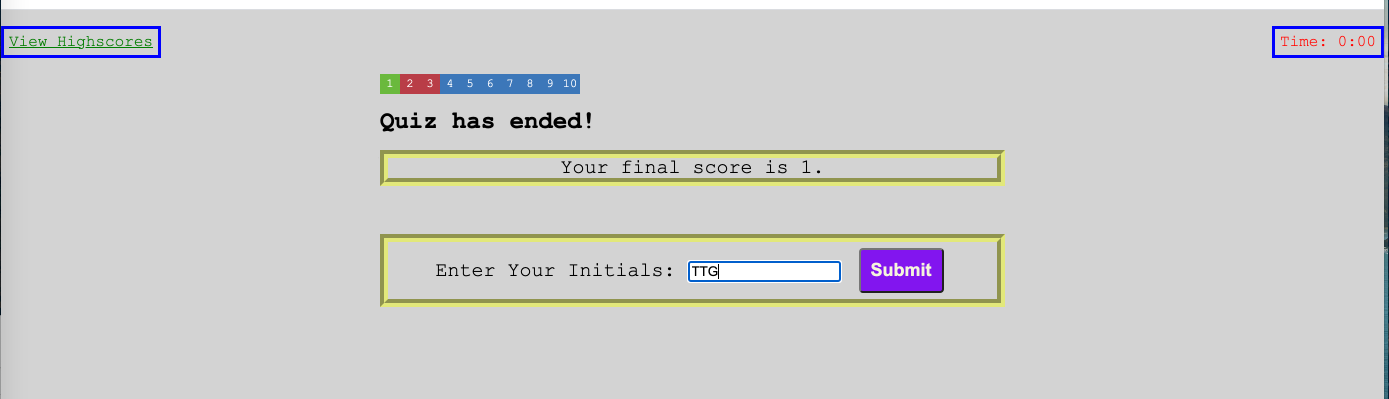 View Highscores
Time: 0:00
1 2 3 4 5 6 7 8 9 10
Quiz has ended!
Your final score is 1.
Enter Your Initials: TTG Submit